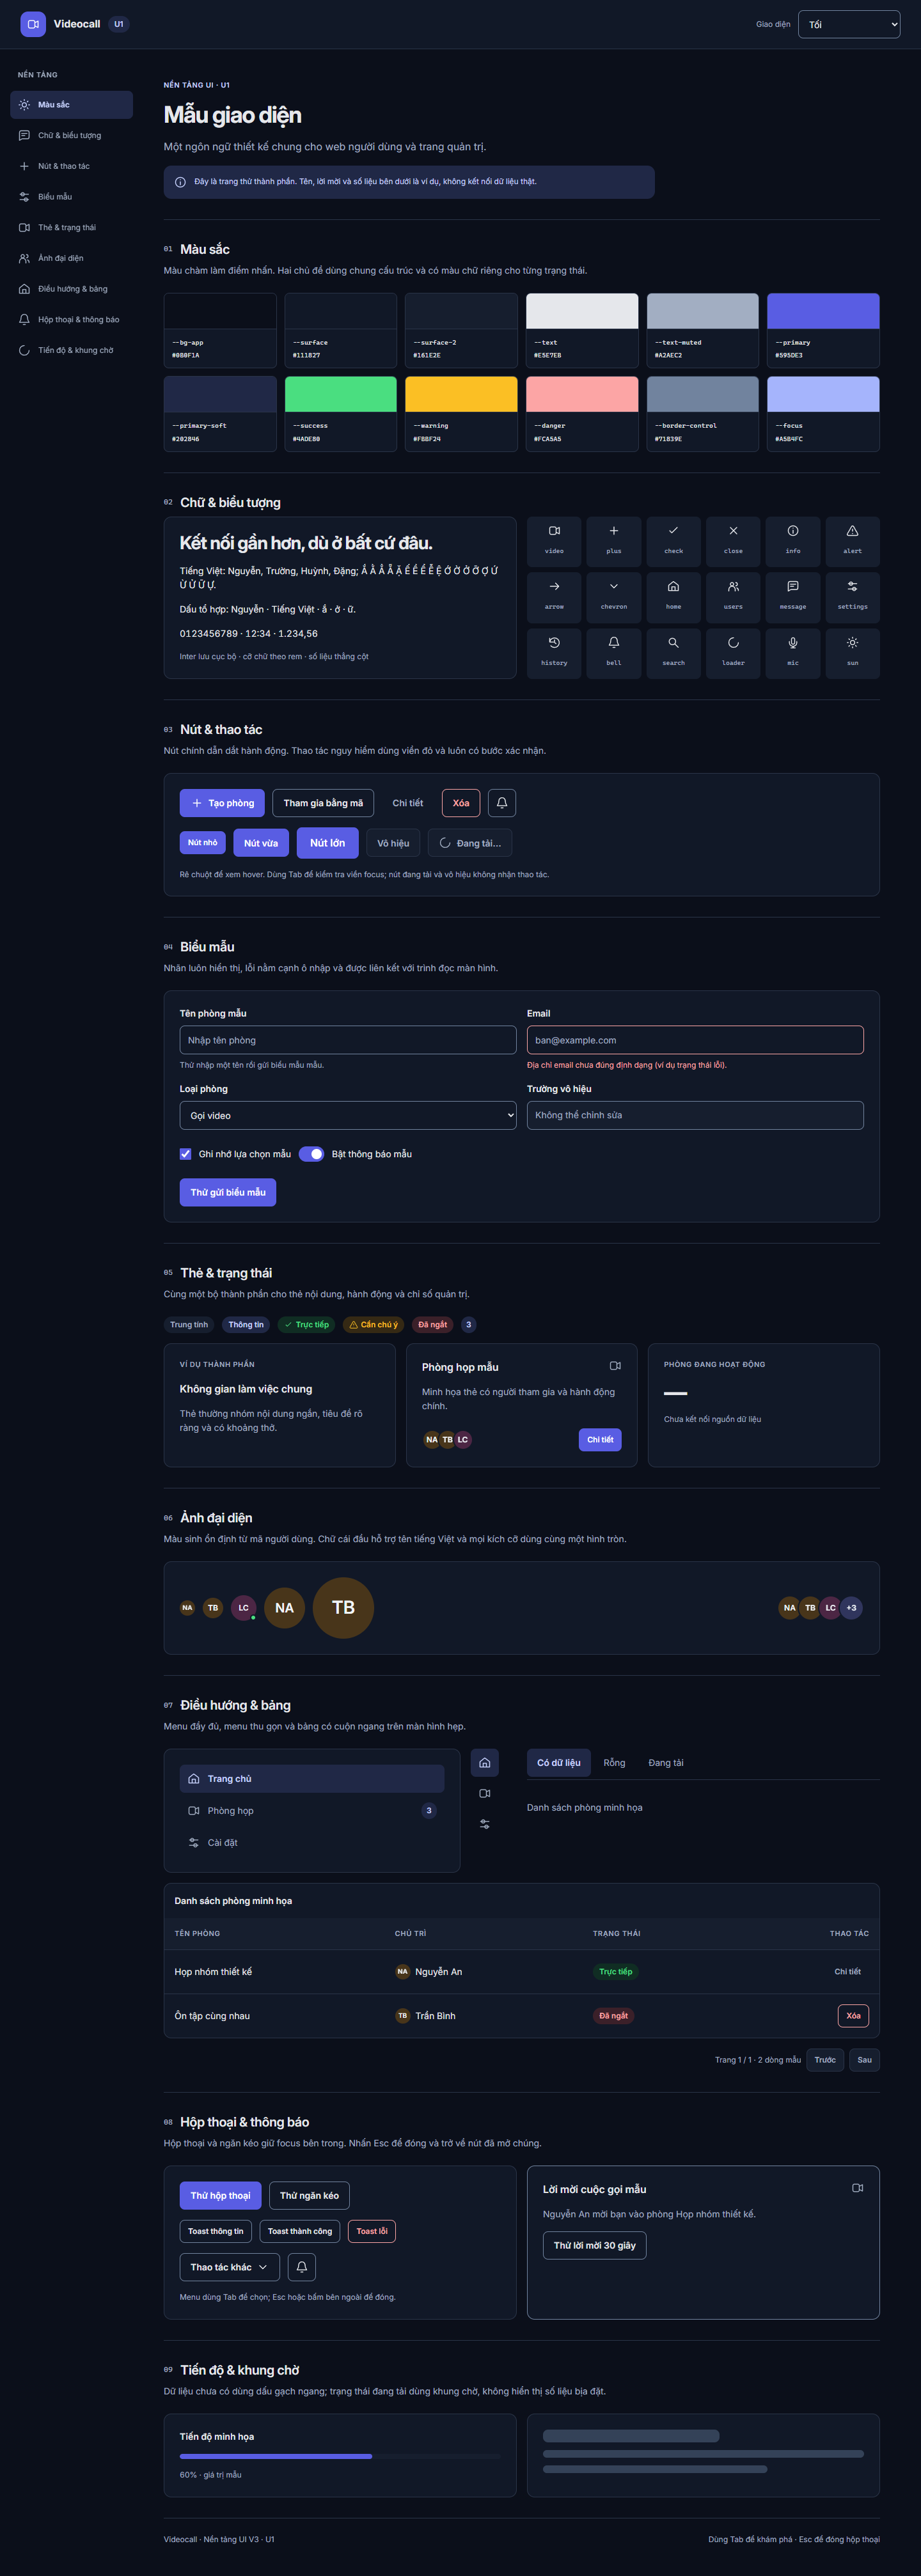 Videocall U1
Giao diện Tối
NỀN TẢNG
Màu sắc
Chữ & biểu tượng
Nút & thao tác
Biểu mẫu
Thẻ & trạng thái
Ảnh đại diện
Điều hướng & bảng
Hộp thoại & thông báo
Tiến độ & khung chờ
NỀN TẢNG UI · U1
Mẫu giao diện
Một ngôn ngữ thiết kế chung cho web người dùng và trang quản trị.
Đây là trang thử thành phần. Tên, lời mời và số liệu bên dưới là ví dụ, không kết nối dữ liệu thật.
01 Màu sắc
Màu chàm làm điểm nhấn. Hai chủ đề dùng chung cấu trúc và có màu chữ riêng cho từng trạng thái.
--bg-app
#0B0F1A
--surface
#111827
--surface-2
#161E2E
--text
#E5E7EB
--text-muted
#A2AEC2
--primary
#595DE3
--primary-soft
#202846
--success
#4ADE80
--warning
#FBBF24
--danger
#FCA5A5
--border-control
#71839E
--focus
#A5B4FC
02 Chữ & biểu tượng
Kết nối gần hơn, dù ở bất cứ đâu.
Tiếng Việt: Nguyễn, Trường, Huỳnh, Đặng;
Dấu tổ hợp: Nguyễn · Tiếng Việt · ấ · ở · ữ.
0123456789 · 12:34 · 1.234,56
Inter lưu cục bộ · cỡ chữ theo rem · số liệu thẳng cột
video plus check close info alert
arrow chevron home users message settings
history bell search loader mic sun
03 Nút & thao tác
Nút chính dẫn dắt hành động. Thao tác nguy hiểm dùng viền đỏ và luôn có bước xác nhận.
Tạo phòng Tham gia bằng mã Chi tiết Xóa
Nút nhỏ Nút vừa Nút lớn Vô hiệu Đang tải…
Rê chuột để xem hover. Dùng Tab để kiểm tra viền focus; nút đang tải và vô hiệu không nhận thao tác.
04 Biểu mẫu
Nhãn luôn hiển thị, lỗi nằm cạnh ô nhập và được liên kết với trình đọc màn hình.
Tên phòng mẫu
Nhập tên phòng
Thử nhập một tên rồi gửi biểu mẫu mẫu.
Email
ban@example.com
Địa chỉ email chưa đúng định dạng (ví dụ trạng thái lỗi).
Loại phòng
Gọi video
Trường vô hiệu
Không thể chỉnh sửa
Ghi nhớ lựa chọn mẫu Bật thông báo mẫu
Thử gửi biểu mẫu
05 Thẻ & trạng thái
Cùng một bộ thành phần cho thẻ nội dung, hành động và chỉ số quản trị.
Trung tính Thông tin Trực tiếp Cần chú ý Đã ngắt 3
VÍ DỤ THÀNH PHẦN
Không gian làm việc chung
Thẻ thường nhóm nội dung ngắn, tiêu đề rõ
ràng và có khoảng thở.
Phòng họp mẫu
Minh họa thẻ có người tham gia và hành động
chính.
NA TB LC Chi tiết
PHÒNG ĐANG HOẠT ĐỘNG
—
Chưa kết nối nguồn dữ liệu
06 Ảnh đại diện
Màu sinh ổn định từ mã người dùng. Chữ cái đầu hỗ trợ tên tiếng Việt và mọi kích cỡ dùng cùng một hình tròn.
NA TB LC NA TB NA TB LC +3
07 Điều hướng & bảng
Menu đầy đủ, menu thu gọn và bảng có cuộn ngang trên màn hình hẹp.
Trang chủ
Phòng họp 3
Cài đặt
Có dữ liệu Rỗng Đang tải
Danh sách phòng minh họa
Danh sách phòng minh họa
TÊN PHÒNG CHỦ TRÌ TRẠNG THÁI THAO TÁC
Họp nhóm thiết kế NA Nguyễn An Trực tiếp Chi tiết
Ôn tập cùng nhau TB Trần Bình Đã ngắt Xóa
Trang 1 / 1 · 2 dòng mẫu Trước Sau
08 Hộp thoại & thông báo
Hộp thoại và ngăn kéo giữ focus bên trong. Nhấn Esc để đóng và trở về nút đã mở chúng.
Thử hộp thoại Thử ngăn kéo
Toast thông tin Toast thành công Toast lỗi
Thao tác khác
Menu dùng Tab để chọn; Esc hoặc bấm bên ngoài để đóng.
Lời mời cuộc gọi mẫu
Nguyễn An mời bạn vào phòng Họp nhóm thiết kế.
Thử lời mời 30 giây
09 Tiến độ & khung chờ
Dữ liệu chưa có dùng dấu gạch ngang; trạng thái đang tải dùng khung chờ, không hiển thị số liệu bịa đặt.
Tiến độ minh họa
60% · giá trị mẫu
Videocall · Nền tảng UI V3 · U1
Dùng Tab để khám phá · Esc để đóng hộp thoại